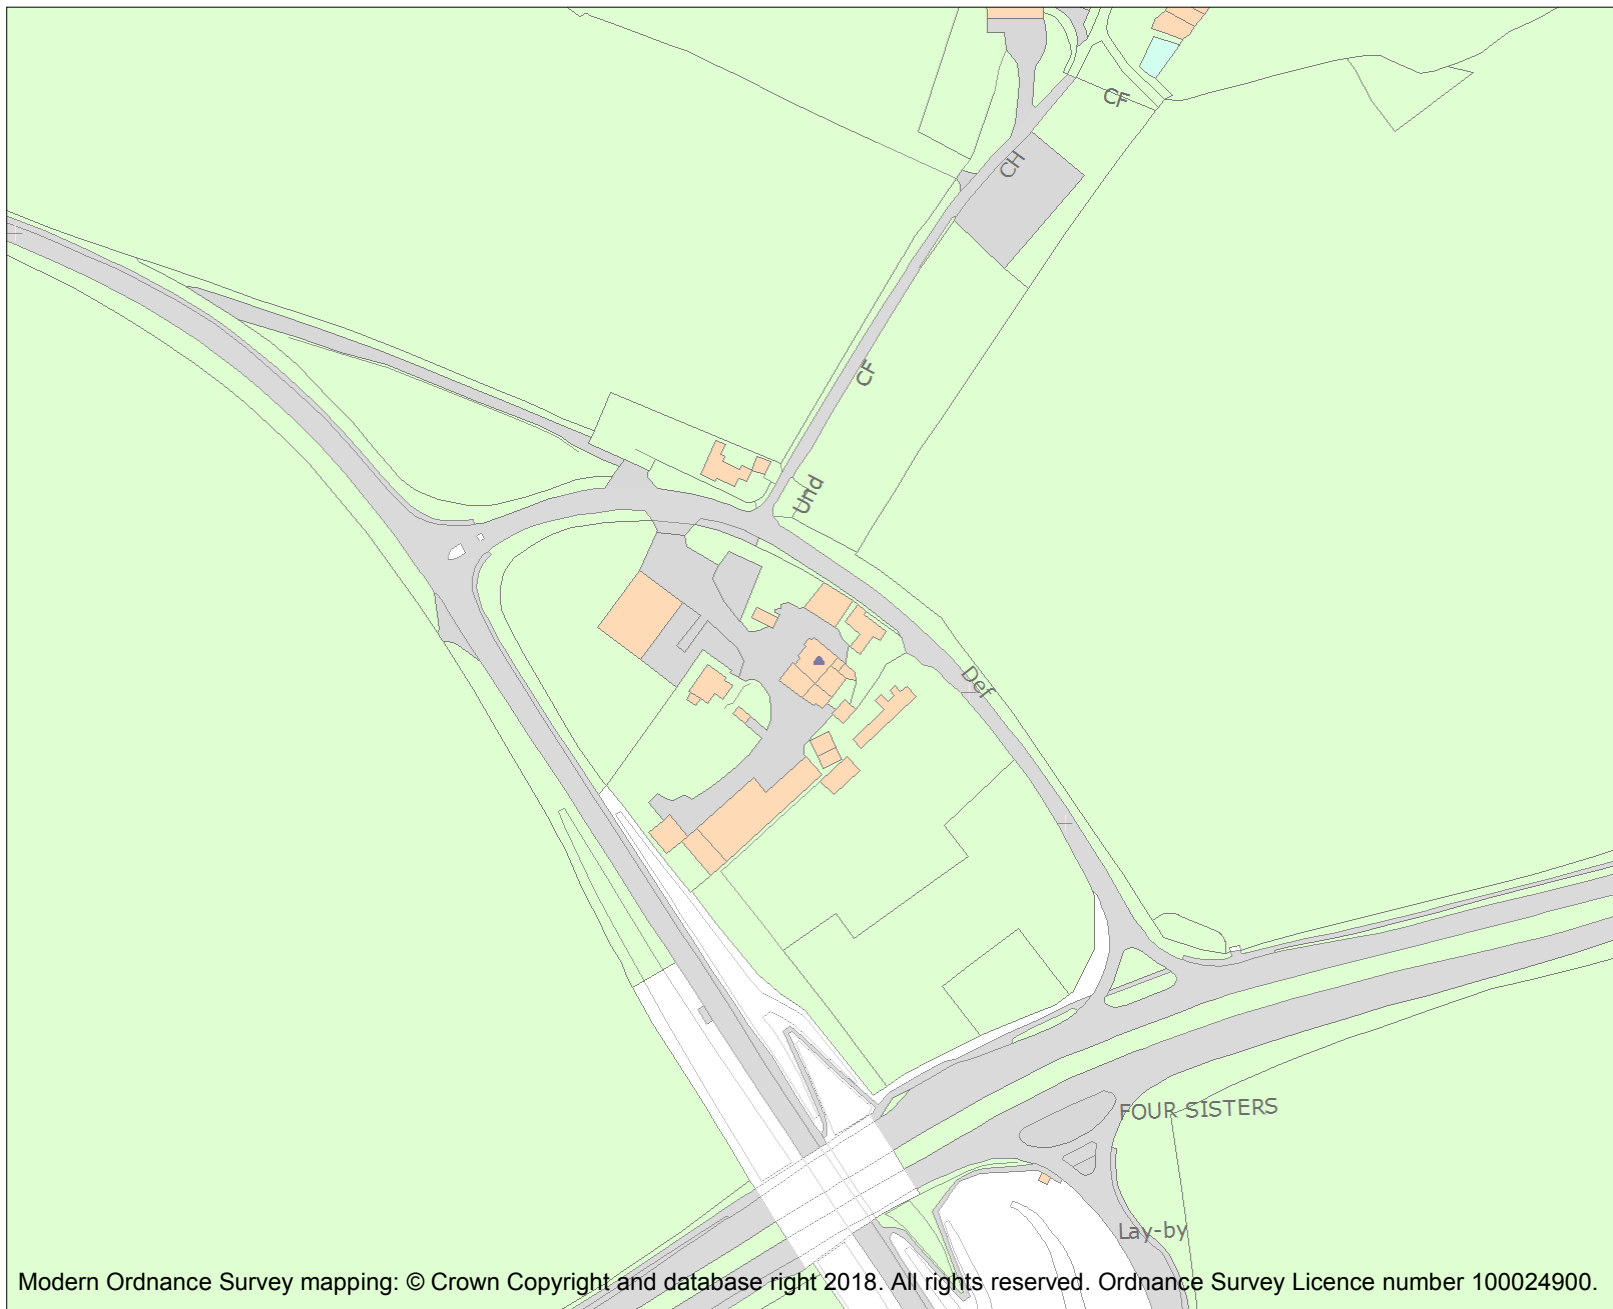 CF
CH
CF
Und
Def
FOUR SISTERS
Lay-by
Modern Ordnance Survey mapping: © Crown Copyright and database right 2018. All rights reserved. Ordnance Survey Licence number 100024900.